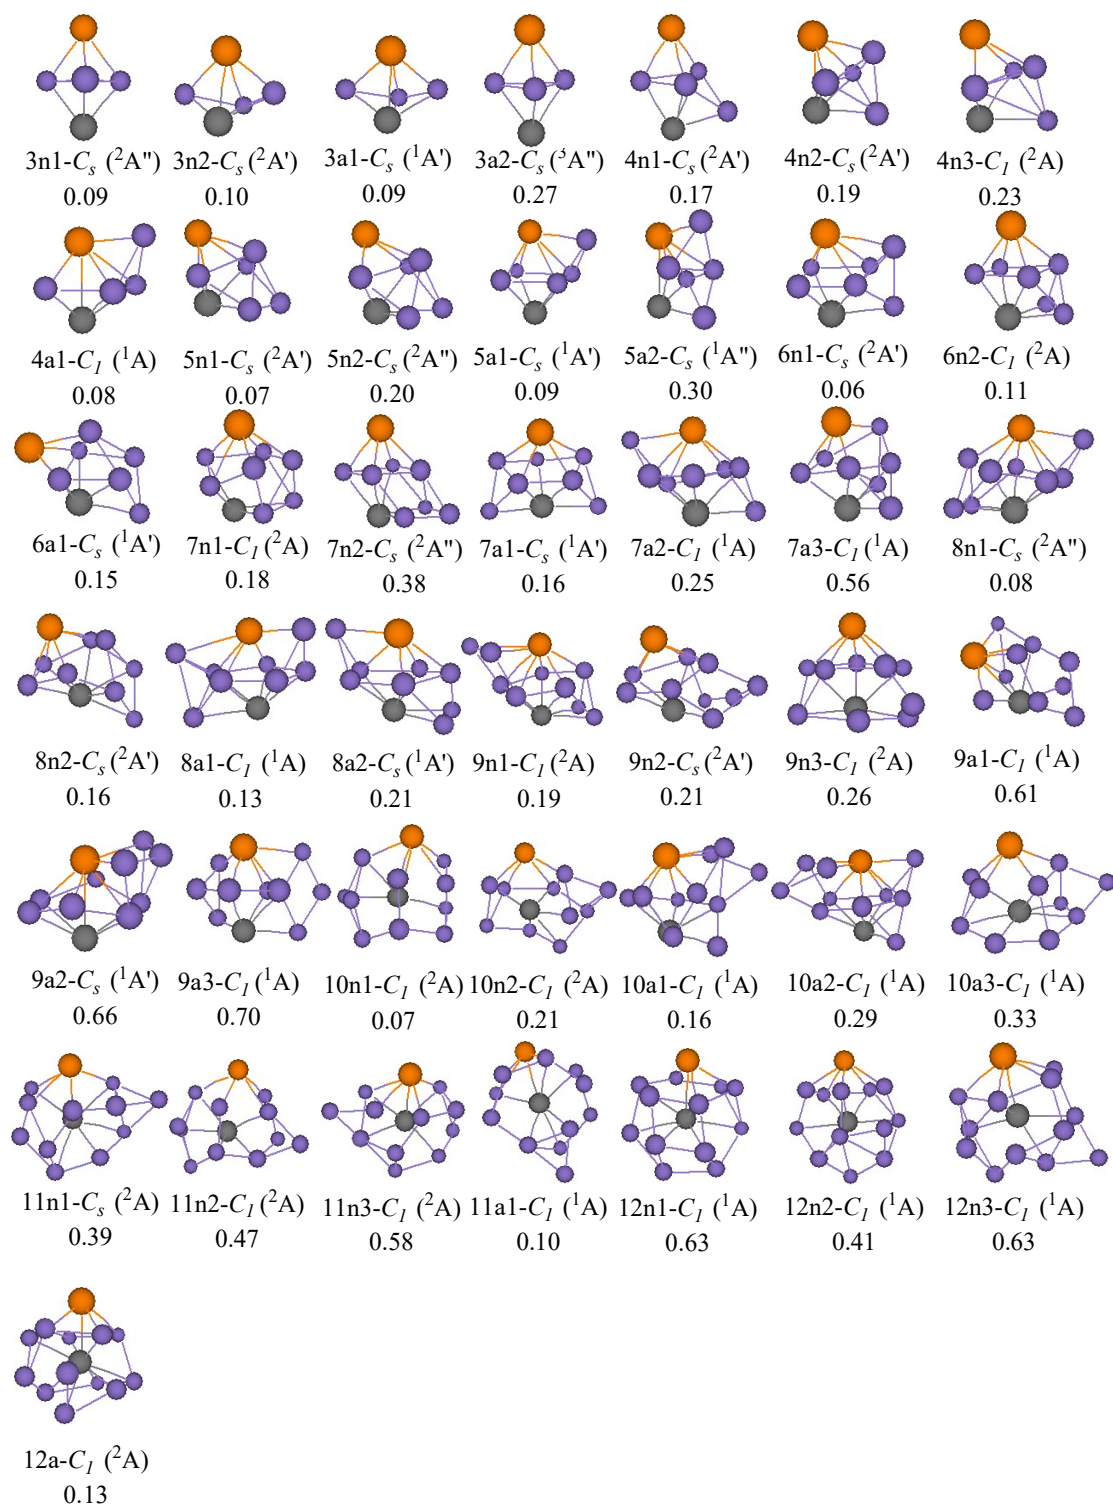 3n1-Cs (2A") 3n2-Cs (2A') 3a1-Cs (1A') 3a2-Cs (3A") 4n1-Cs (2A') 4n2-Cs (2A') 4n3-C1 (2A)
0.09 0.10 0.09 0.27 0.17 0.19 0.23
4a1-C1 (1A) 5n1-Cs (2A') 5n2-Cs (2A") 5a1-Cs (1A') 5a2-Cs (1A") 6n1-Cs (2A') 6n2-C1 (2A)
0.08 0.07 0.20 0.09 0.30 0.06 0.11
6a1-Cs (1A') 7n1-C1 (2A) 7n2-Cs (2A") 7a1-Cs (1A') 7a2-C1 (1A) 7a3-C1 (1A) 8n1-Cs (2A")
0.15 0.18 0.38 0.16 0.25 0.56 0.08
8n2-Cs (2A') 8a1-C1 (1A) 8a2-Cs (1A') 9n1-C1 (2A) 9n2-Cs (2A') 9n3-C1 (2A) 9a1-C1 (1A)
0.16 0.13 0.21 0.19 0.21 0.26 0.61
9a2-Cs (1A') 9a3-C1 (1A) 10n1-C1 (2A) 10n2-C1 (2A) 10a1-C1 (1A) 10a2-C1 (1A) 10a3-C1 (1A)
0.66 0.70 0.07 0.21 0.16 0.29 0.33
11n1-Cs (2A) 11n2-C1 (2A) 11n3-C1 (2A) 11a1-C1 (1A) 12n1-C1 (1A) 12n2-C1 (1A) 12n3-C1 (1A)
0.39 0.47 0.58 0.10 0.63 0.41 0.63
12a-C1 (2A)
0.13